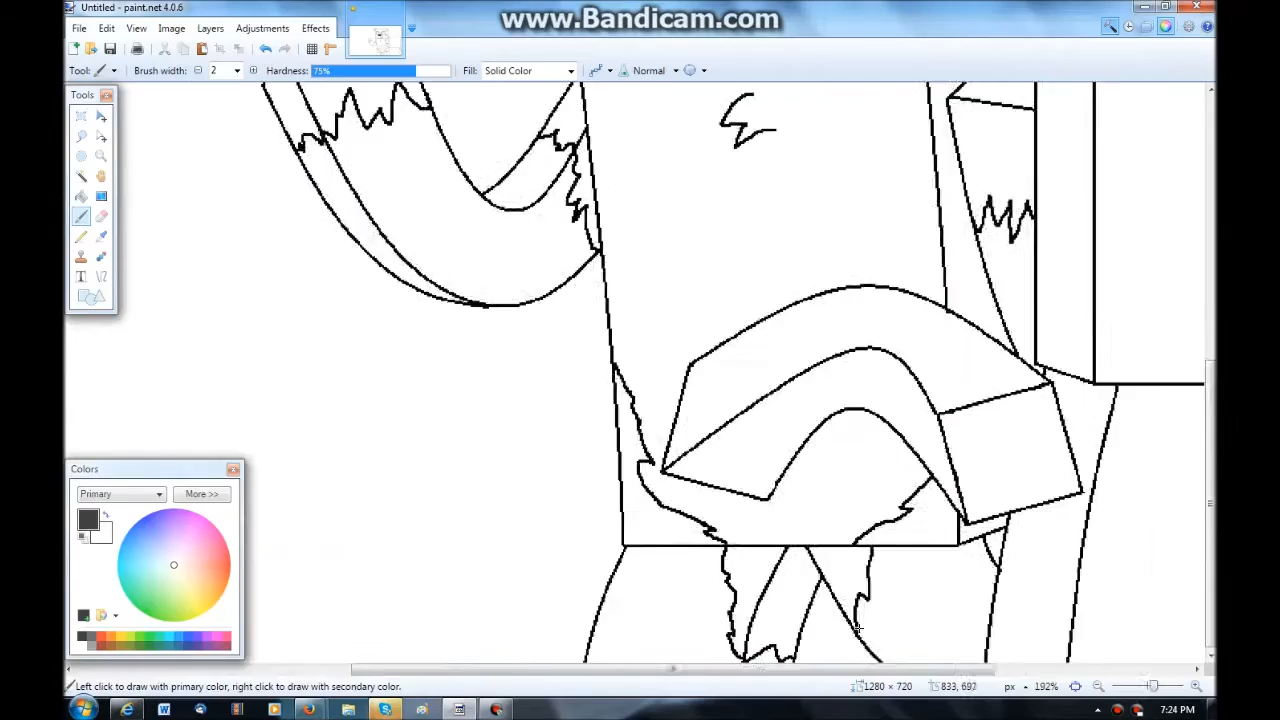 Untitled - paint.net 4.0.6
www.Bandicam.com
File Edit View Image Layers Adjustments Effects
Tool: Brush width: 2 Hardness: 75% Fill: Solid Color Normal
Tools
Colors
Primary More >>
Left click to draw with primary color, right click to draw with secondary color.
1280 × 720 833, 697 px 192%
7:24 PM